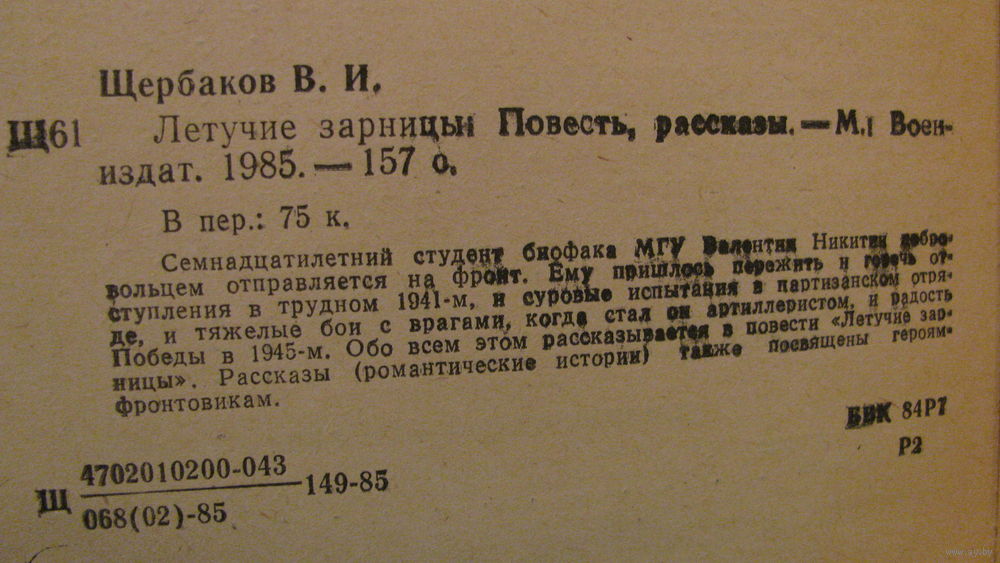 Щербаков В. И.
Щ61 Летучие зарницы: Повесть, рассказы. — М.: Воен-
издат. 1985. — 157 с.
В пер.: 75 к.
Семнадцатилетний студент биофака МГУ Валентин Никитин добро-
вольцем отправляется на фронт. Ему пришлось пережить и горечь от-
ступления в трудном 1941-м, и суровые испытания в партизанском отря-
де, и тяжелые бои с врагами, когда стал он артиллеристом, и радость
Победы в 1945-м. Обо всем этом рассказывается в повести «Летучие зар-
ницы». Рассказы (романтические истории) также посвящены героям-
фронтовикам.
Щ 4702010200-043
068(02)-85 149-85
ББК 84Р7
Р2
www.ay.by